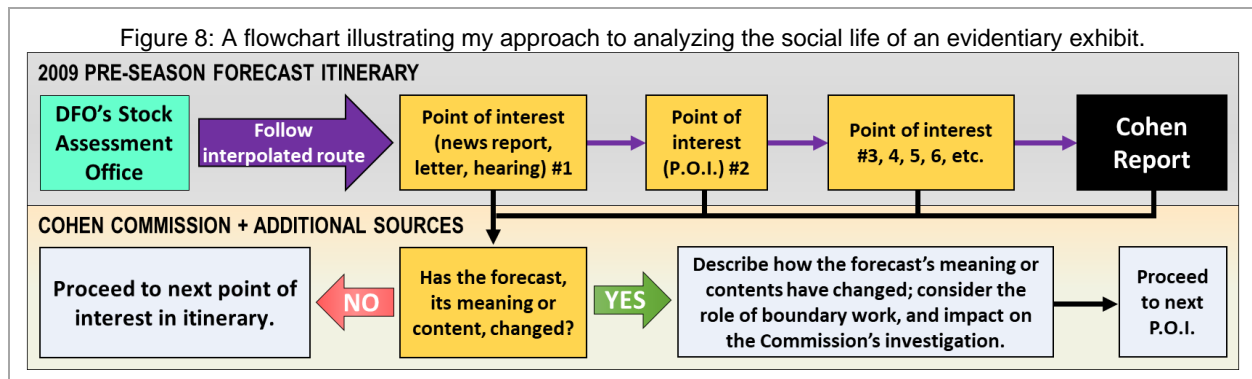 Figure 8: A flowchart illustrating my approach to analyzing the social life of an evidentiary exhibit.
2009 PRE-SEASON FORECAST ITINERARY
DFO's Stock
Assessment
Office
Follow
interpolated route
Point of interest
(news report,
letter, hearing) #1
Point of
interest
(P.O.I.) #2
Point of interest
#3, 4, 5, 6, etc.
Cohen
Report
COHEN COMMISSION + ADDITIONAL SOURCES
Proceed to next point of
interest in itinerary.
NO
Has the forecast,
its meaning or
content, changed?
YES
Describe how the forecast's meaning or
contents have changed; consider the
role of boundary work, and impact on
the Commission's investigation.
Proceed
to next
P.O.I.